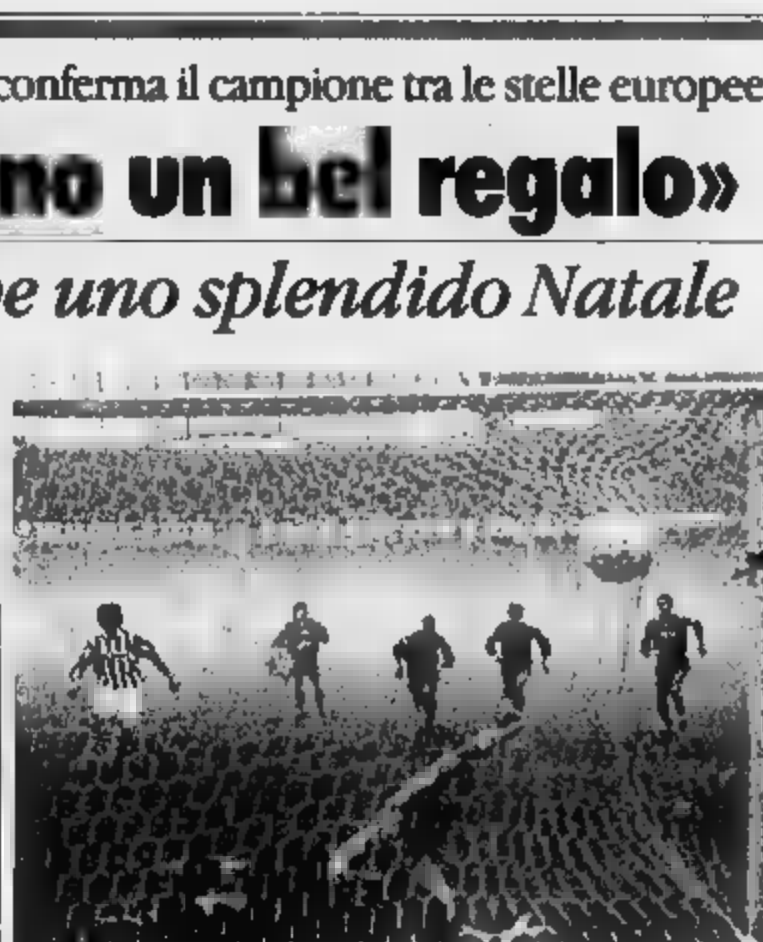 conferma il campione tra le stelle europee
no un bel regalo»
e uno splendido Natale